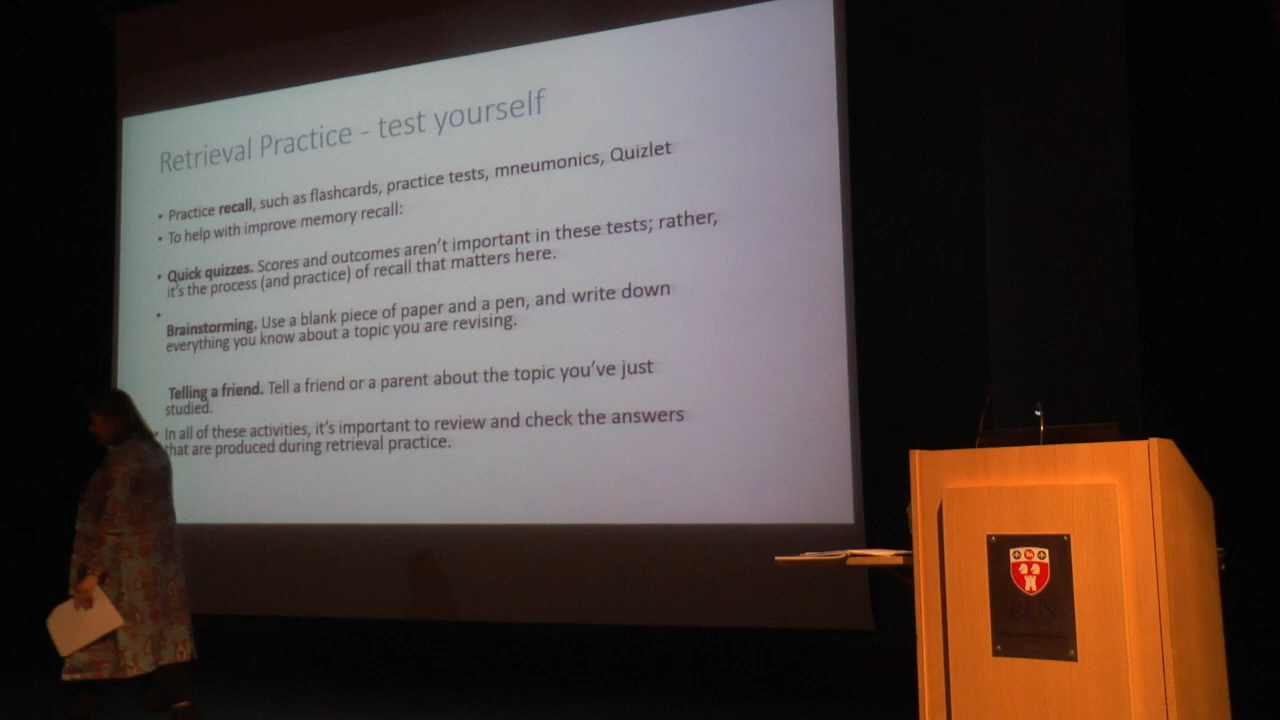 Retrieval Practice - test yourself
• Practice recall, such as flashcards, practice tests, mneumonics, Quizlet
• To help with improve memory recall:
• Quick quizzes. Scores and outcomes aren't important in these tests; rather,
it's the process (and practice) of recall that matters here.
•
Brainstorming. Use a blank piece of paper and a pen, and write down
everything you know about a topic you are revising.
Telling a friend. Tell a friend or a parent about the topic you've just
studied.
• In all of these activities, it's important to review and check the answers
that are produced during retrieval practice.